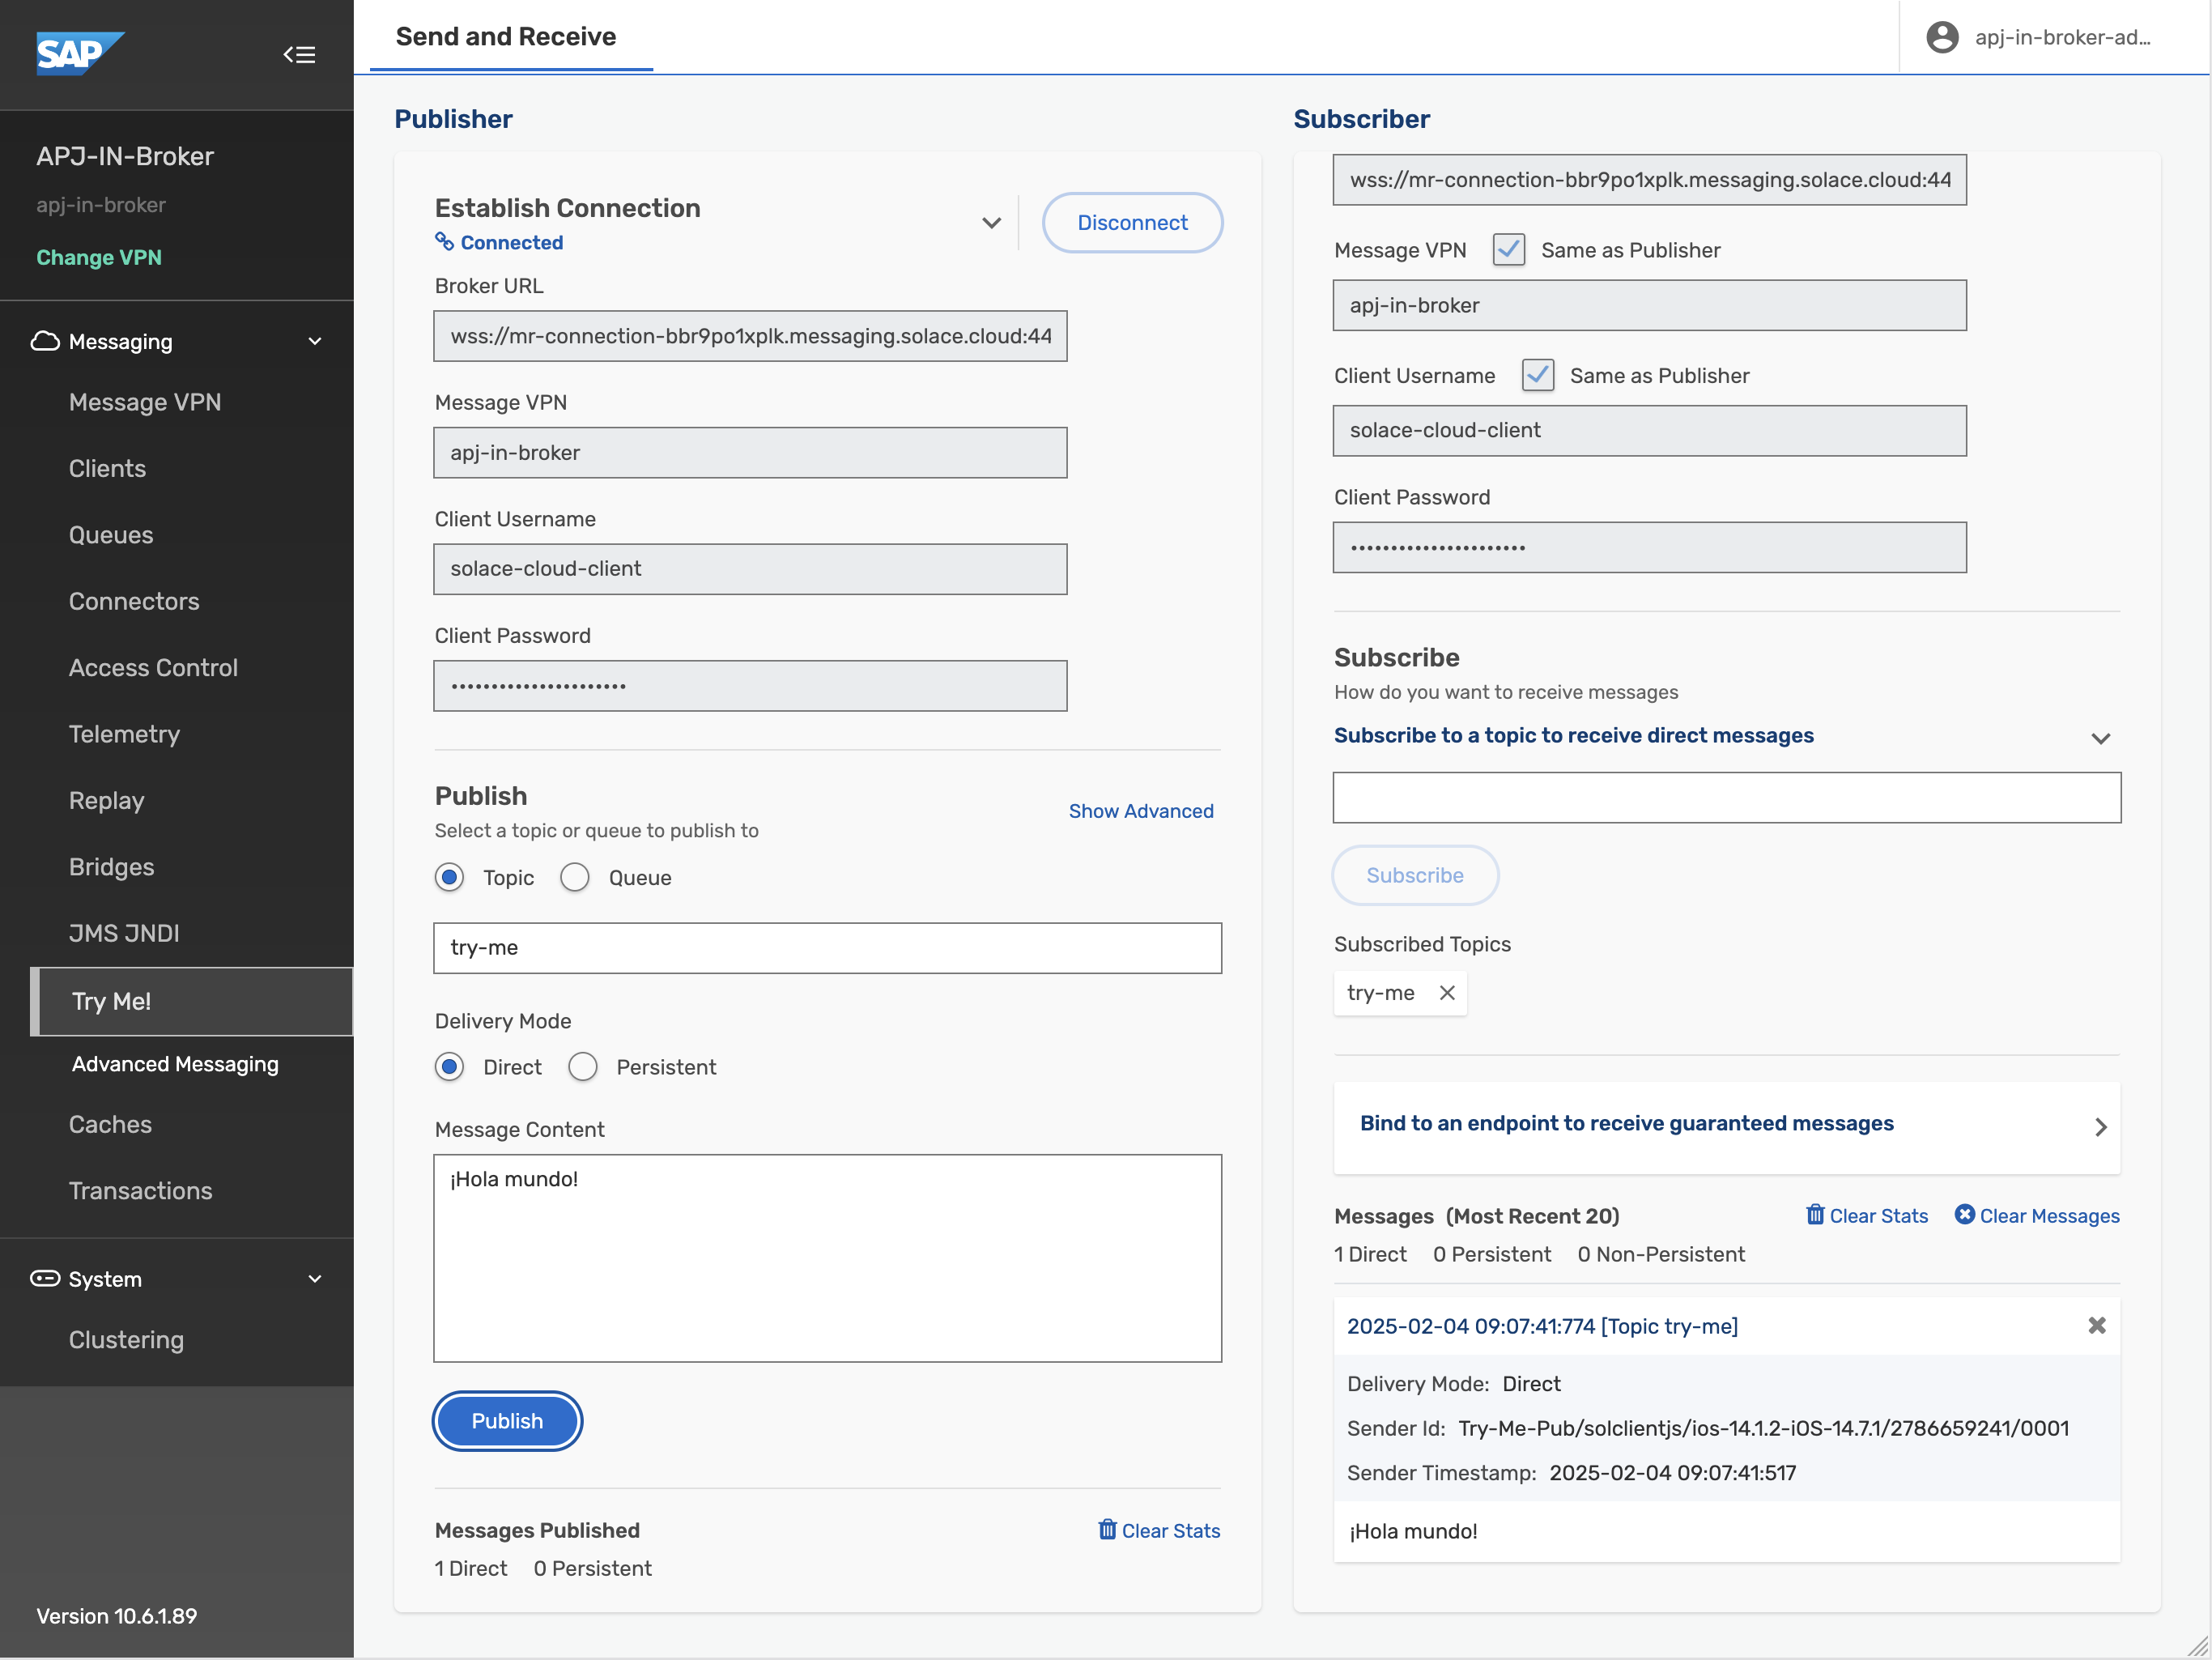 SAP
APJ-IN-Broker
apj-in-broker
Change VPN
Messaging
Message VPN
Clients
Queues
Connectors
Access Control
Telemetry
Replay
Bridges
JMS JNDI
Try Me!
Advanced Messaging
Caches
Transactions
System
Clustering
Version 10.6.1.89
Send and Receive
apj-in-broker-ad...
Publisher
Establish Connection
Connected
Disconnect
Broker URL
wss://mr-connection-bbr9po1xplk.messaging.solace.cloud:44
Message VPN
apj-in-broker
Client Username
solace-cloud-client
Client Password
••••••••••••••••••••••
Publish
Select a topic or queue to publish to
Show Advanced
Topic Queue
try-me
Delivery Mode
Direct Persistent
Message Content
¡Hola mundo!
Publish
Messages Published
Clear Stats
1 Direct 0 Persistent
Subscriber
wss://mr-connection-bbr9po1xplk.messaging.solace.cloud:44
Message VPN Same as Publisher
apj-in-broker
Client Username Same as Publisher
solace-cloud-client
Client Password
••••••••••••••••••••••
Subscribe
How do you want to receive messages
Subscribe to a topic to receive direct messages
Subscribe
Subscribed Topics
try-me
Bind to an endpoint to receive guaranteed messages
Messages (Most Recent 20) Clear Stats Clear Messages
1 Direct 0 Persistent 0 Non-Persistent
2025-02-04 09:07:41:774 [Topic try-me]
Delivery Mode: Direct
Sender Id: Try-Me-Pub/solclientjs/ios-14.1.2-iOS-14.7.1/2786659241/0001
Sender Timestamp: 2025-02-04 09:07:41:517
¡Hola mundo!